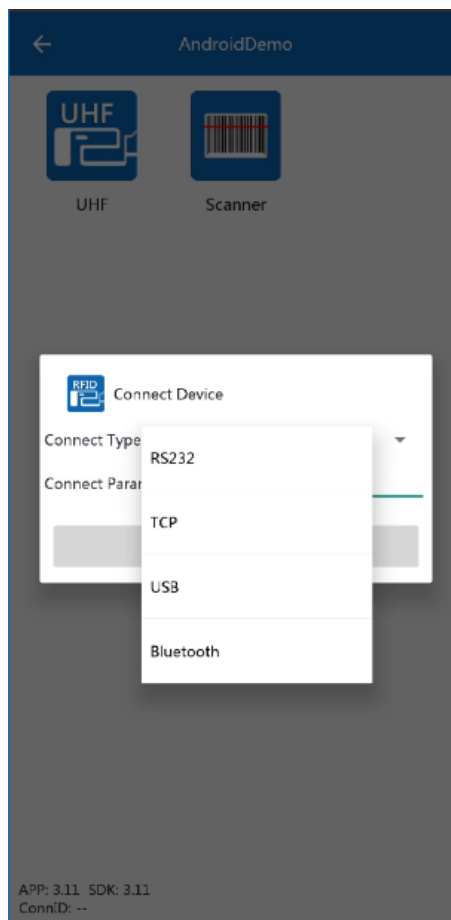 AndroidDemo
UHF
UHF
Scanner
RFID
Connect Device
Connect Type
Connect Param
RS232
TCP
USB
Bluetooth
APP: 3.11 SDK: 3.11
ConnID: --